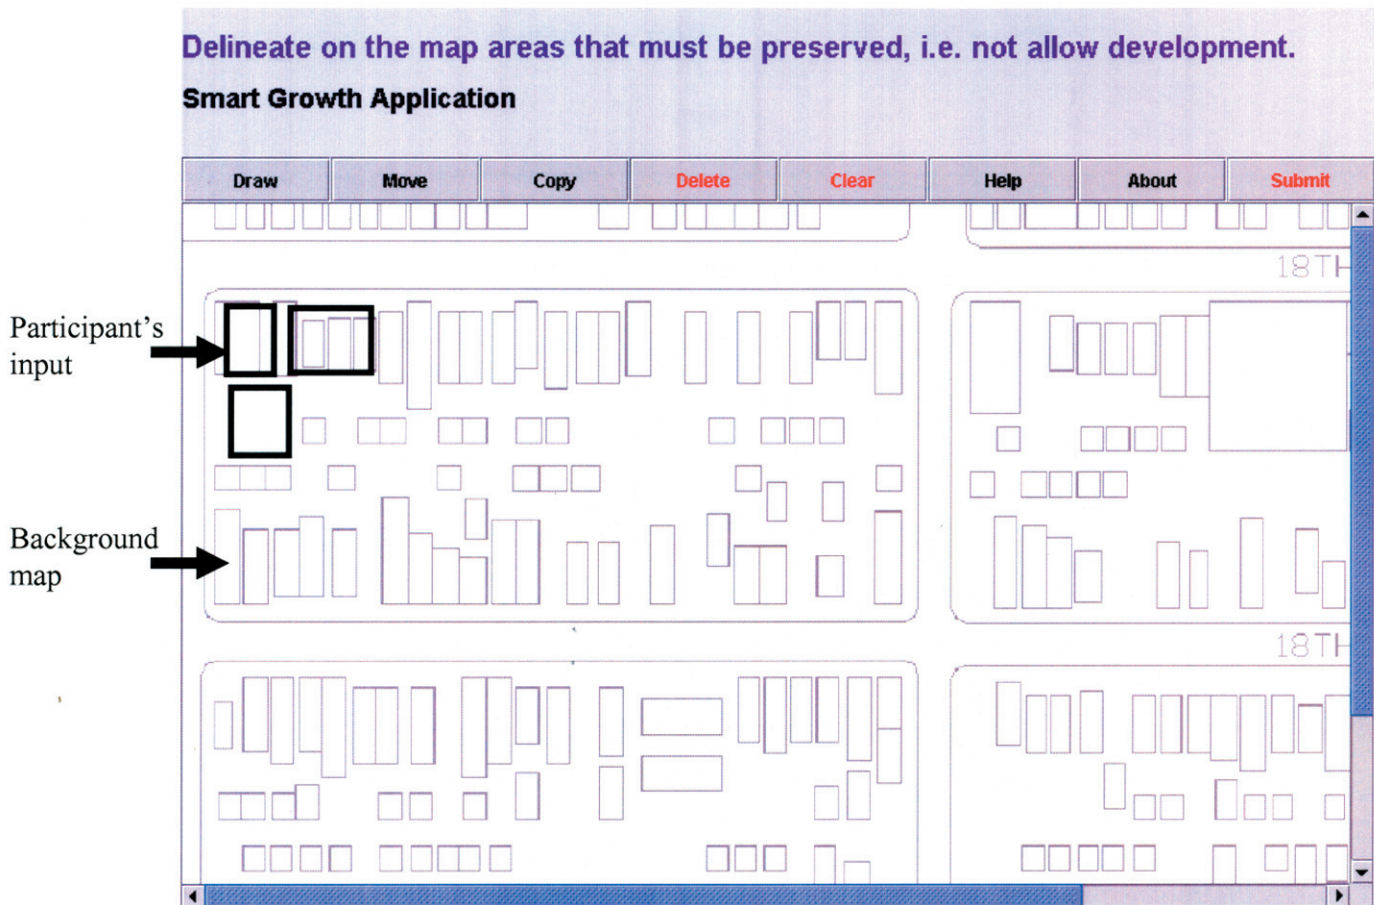 Delineate on the map areas that must be preserved, i.e. not allow development.
Smart Growth Application
Draw Move Copy Delete Clear Help About Submit
18TH
Participant's
input
Background
map
18TH